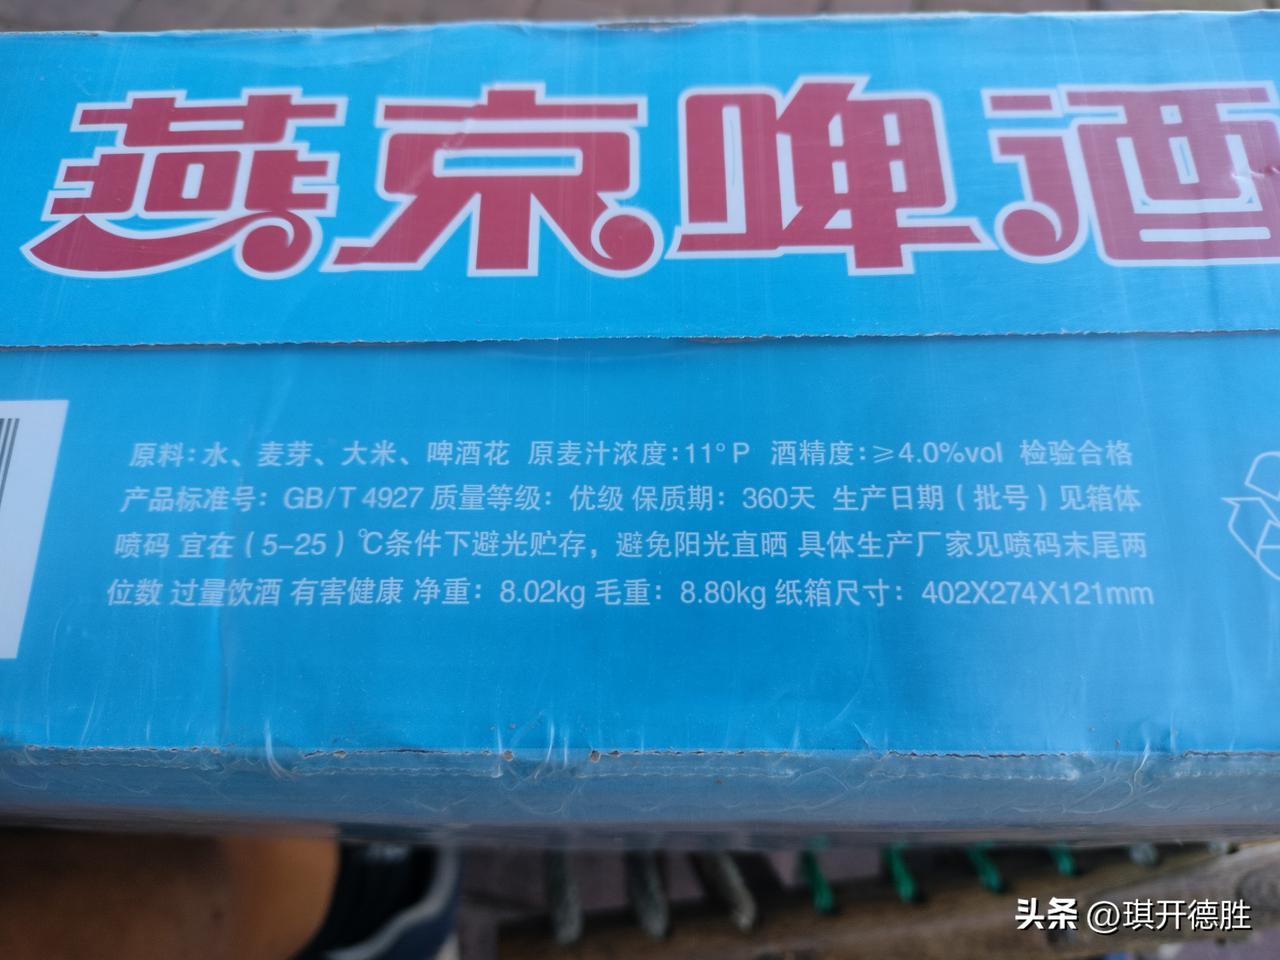 燕京啤酒
原料:水、麦芽、大米、啤酒花 原麦汁浓度:11°P 酒精度:≥4.0%vol 检验合格
产品标准号: GB/T 4927 质量等级: 优级 保质期: 360天 生产日期(批号)见箱体
喷码 宜在(5-25)℃条件下避光贮存, 避免阳光直晒 具体生产厂家见喷码末尾两
位数 过量饮酒 有害健康 净重: 8.02kg 毛重: 8.80kg 纸箱尺寸: 402X274X121mm
头条 @琪开德胜